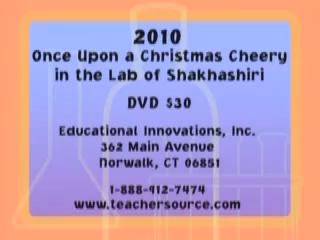 2010
Once Upon a Christmas Cheery
in the Lab of Shakhashiri
DVD $30
Educational Innovations, Inc.
362 Main Avenue
Norwalk, CT 06851
1-888-912-7474
www.teachersource.com